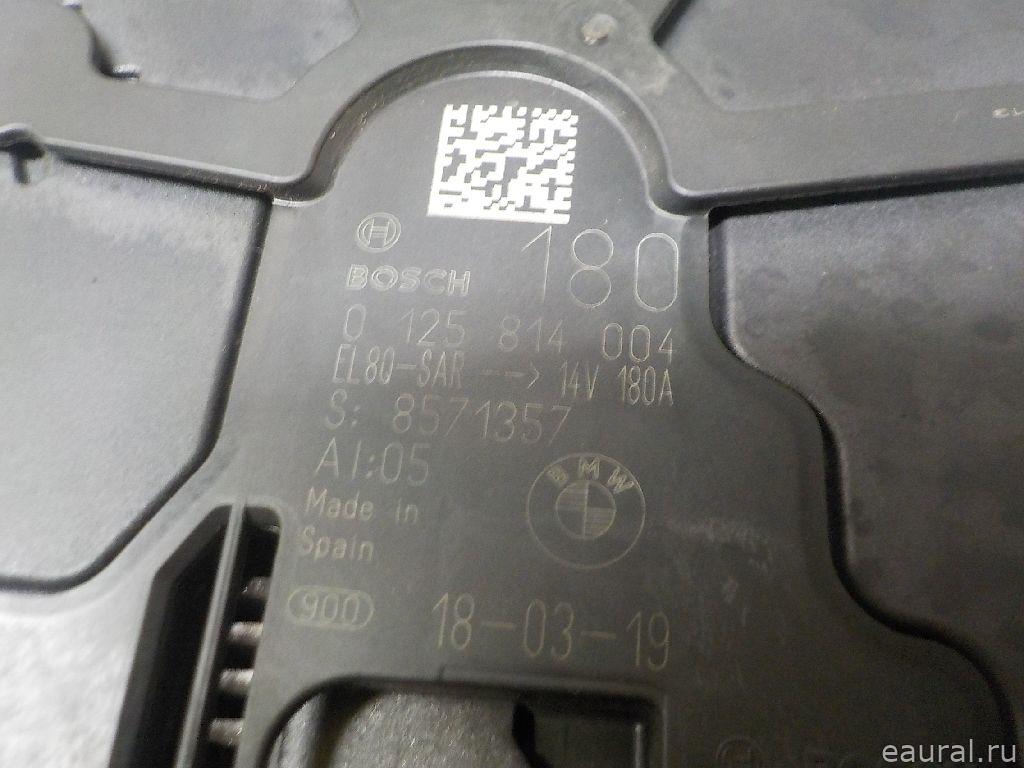 180
BOSCH
0 125 814 004
EL80-SAR --> 14V 180A
S: 8571357
AI:05
BMW
Made in
Spain
900
18-03-19
eaural.ru